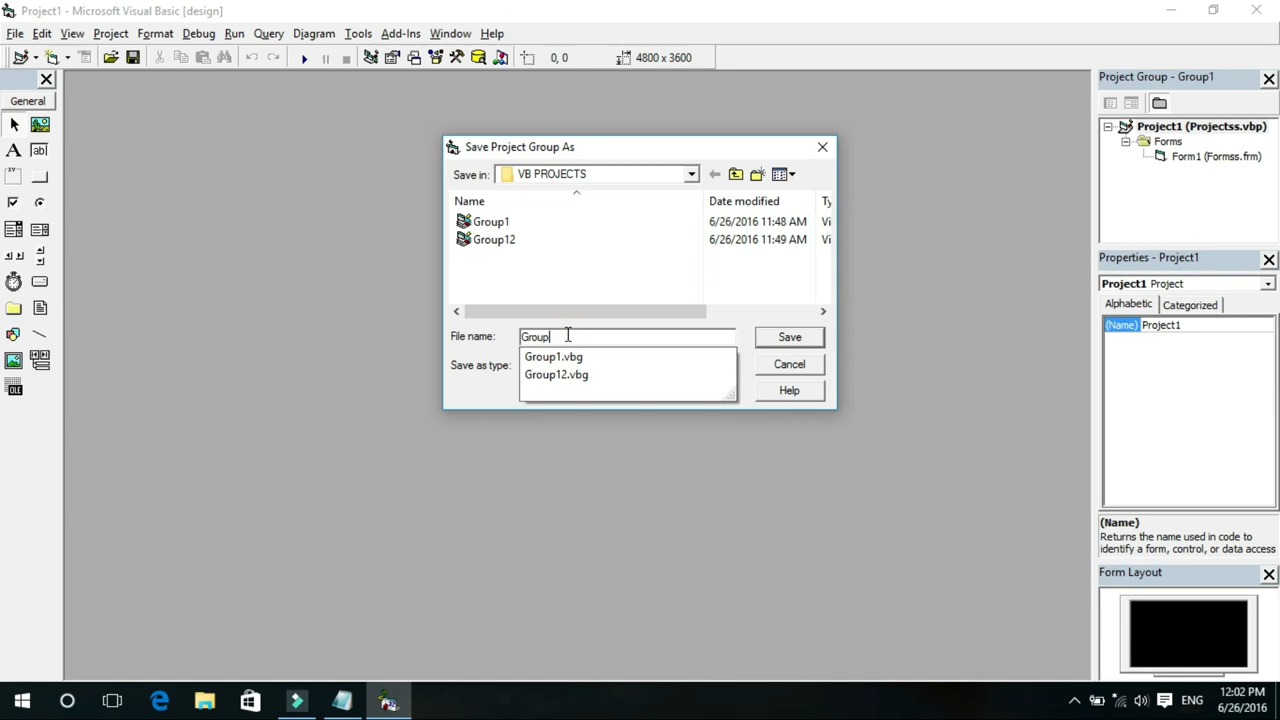 Project1 - Microsoft Visual Basic [design]
File Edit View Project Format Debug Run Query Diagram Tools Add-Ins Window Help
0, 0 4800 x 3600
General
A ab|
xy
OLE
Save Project Group As
Save in: VB PROJECTS
Name Date modified Ty
Group1 6/26/2016 11:48 AM Vi
Group12 6/26/2016 11:49 AM Vi
File name: Group Save
Group1.vbg
Save as type: Cancel
Group12.vbg
Help
Project Group - Group1
Project1 (Projectss.vbp)
Forms
Form1 (Formss.frm)
Properties - Project1
Project1 Project
Alphabetic Categorized
(Name) Project1
(Name)
Returns the name used in code to
identify a form, control, or data access
Form Layout
ENG 12:02 PM
6/26/2016